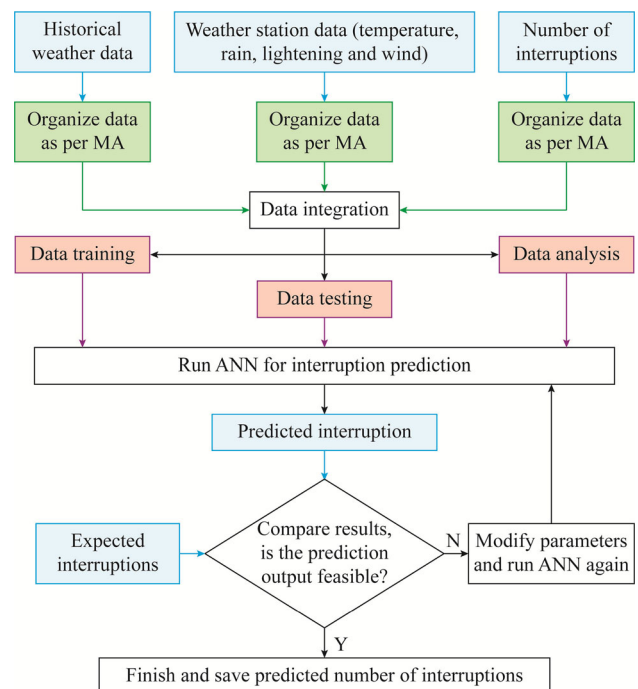 Historical
weather data
Weather station data (temperature,
rain, lightening and wind)
Number of
interruptions
Organize data
as per MA
Organize data
as per MA
Organize data
as per MA
Data integration
Data training
Data analysis
Data testing
Run ANN for interruption prediction
Predicted interruption
Expected
interruptions
Compare results,
is the prediction
output feasible?
N
Modify parameters
and run ANN again
Y
Finish and save predicted number of interruptions